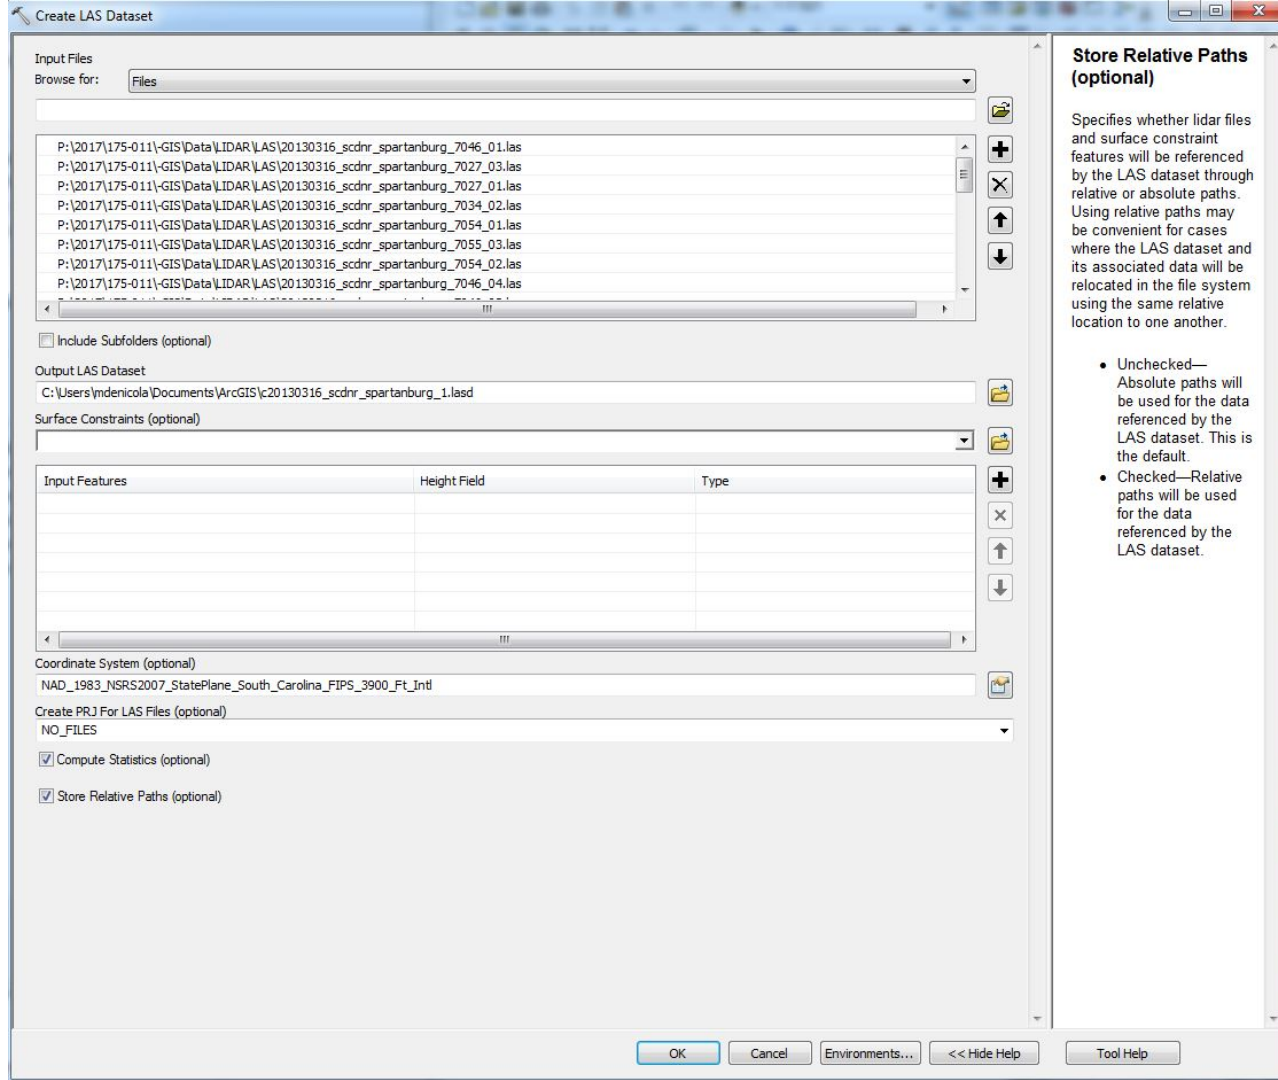 Create LAS Dataset
Input Files
Browse for:
Files
P:\2017\175-011\-GIS\Data\LIDAR\LAS\20130316_scdnr_spartanburg_7046_01.las
P:\2017\175-011\-GIS\Data\LIDAR\LAS\20130316_scdnr_spartanburg_7027_03.las
P:\2017\175-011\-GIS\Data\LIDAR\LAS\20130316_scdnr_spartanburg_7027_01.las
P:\2017\175-011\-GIS\Data\LIDAR\LAS\20130316_scdnr_spartanburg_7034_02.las
P:\2017\175-011\-GIS\Data\LIDAR\LAS\20130316_scdnr_spartanburg_7054_01.las
P:\2017\175-011\-GIS\Data\LIDAR\LAS\20130316_scdnr_spartanburg_7055_03.las
P:\2017\175-011\-GIS\Data\LIDAR\LAS\20130316_scdnr_spartanburg_7054_02.las
P:\2017\175-011\-GIS\Data\LIDAR\LAS\20130316_scdnr_spartanburg_7046_04.las
Include Subfolders (optional)
Output LAS Dataset
C:\Users\mdenicola\Documents\ArcGIS\c20130316_scdnr_spartanburg_1.lasd
Surface Constraints (optional)
Input Features Height Field Type
Coordinate System (optional)
NAD_1983_NSRS2007_StatePlane_South_Carolina_FIPS_3900_Ft_Intl
Create PRJ For LAS Files (optional)
NO_FILES
Compute Statistics (optional)
Store Relative Paths (optional)
OK Cancel Environments... << Hide Help Tool Help
Store Relative Paths
(optional)
Specifies whether lidar files
and surface constraint
features will be referenced
by the LAS dataset through
relative or absolute paths.
Using relative paths may
be convenient for cases
where the LAS dataset and
its associated data will be
relocated in the file system
using the same relative
location to one another.
• Unchecked—
Absolute paths will
be used for the data
referenced by the
LAS dataset. This is
the default.
• Checked—Relative
paths will be used
for the data
referenced by the
LAS dataset.